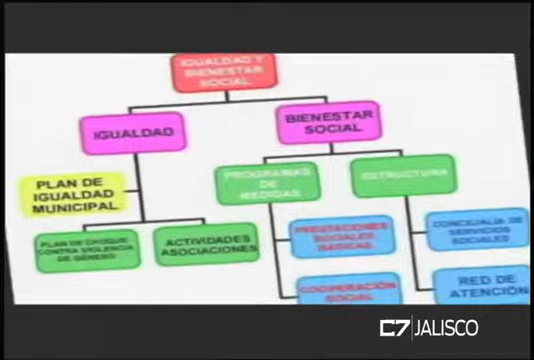 IGUALDAD Y
BIENESTAR
SOCIAL
IGUALDAD
BIENESTAR
SOCIAL
PLAN DE
IGUALDAD
MUNICIPAL
PROGRAMAS
DE
MEDIDAS
ESTRUCTURA
PLAN DE CHOQUE
CONTRA VIOLENCIA
DE GÉNERO
ACTIVIDADES
ASOCIACIONES
PRESTACIONES
SOCIALES
BÁSICAS
CONCEJALIA DE
SERVICIOS
SOCIALES
COOPERACIÓN
SOCIAL
RED DE
ATENCIÓN
C7 JALISCO